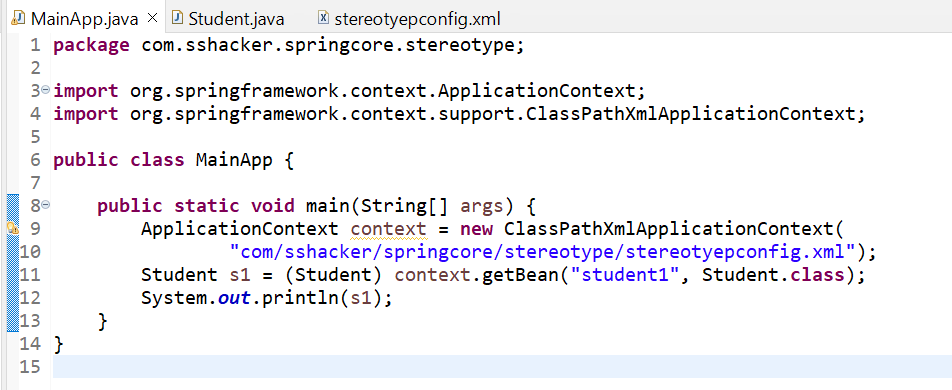 MainApp.java Student.java stereotyepconfig.xml
1 package com.sshacker.springcore.stereotype;
2
3 import org.springframework.context.ApplicationContext;
4 import org.springframework.context.support.ClassPathXmlApplicationContext;
5
6 public class MainApp {
7
8 public static void main(String[] args) {
9 ApplicationContext context = new ClassPathXmlApplicationContext(
10 "com/sshacker/springcore/stereotype/stereotyepconfig.xml");
11 Student s1 = (Student) context.getBean("student1", Student.class);
12 System.out.println(s1);
13 }
14 }
15